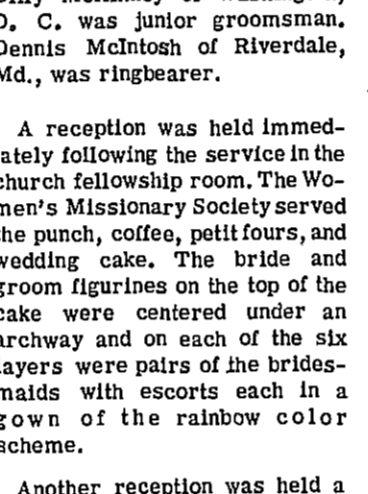 D. C. was junior groomsman.
Dennis McIntosh of Riverdale,
Md., was ringbearer.
A reception was held immed-
iately following the service in the
church fellowship room. The Wo-
men's Missionary Society served
the punch, coffee, petit fours, and
wedding cake. The bride and
groom figurines on the top of the
cake were centered under an
archway and on each of the six
layers were pairs of the brides-
maids with escorts each in a
gown of the rainbow color
scheme.
Another reception was held a